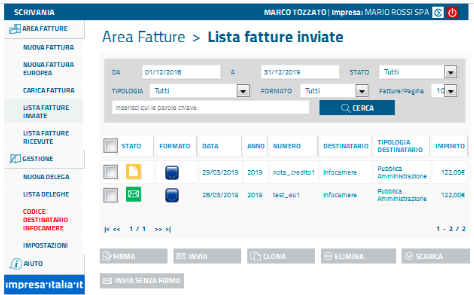 SCRIVANIA
MARCO TOZZATO | impresa: MARIO ROSSI SPA
AREA FATTURE
NUOVA FATTURA
NUOVA FATTURA
EUROPEA
CARICA FATTURA
LISTA FATTURE
INVIATE
LISTA FATTURE
RICEVUTE
GESTIONE
NUOVA DELEGA
LISTA DELEGHE
CODICE
DESTINATARIO
INFOCAMERE
IMPOSTAZIONI
AIUTO
impresa.italia.it
Area Fatture > Lista fatture inviate
DA 01/12/2018 A 31/12/2019 STATO Tutti
TIPOLOGIA Tutti FORMATO Tutti Fatture/Pagina 10
Inserisci qui le parole chiave:
CERCA
STATO FORMATO DATA ANNO NUMERO DESTINATARIO TIPOLOGIA DESTINATARIO IMPORTO
29/03/2019 2019 nota_credito1 Infocamere Pubblica Amministrazione 122,00€
28/03/2019 2019 test_eu1 Infocamere Pubblica Amministrazione 122,00€
|< << 1 / 1 >> >| 1 - 2 / 2
FIRMA INVIA CLONA ELIMINA SCARICA
INVIA SENZA FIRMA